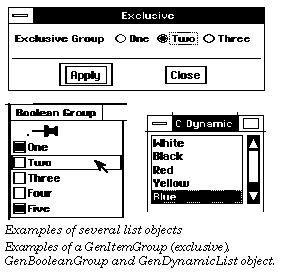 Exclusive
Exclusive Group One Two Three
Apply Close
Boolean Group
One
Two
Three
Four
Five
C Dynamic
White
Black
Red
Yellow
Blue
Examples of several list objects
Examples of a GenItemGroup (exclusive),
GenBooleanGroup and GenDynamicList object.